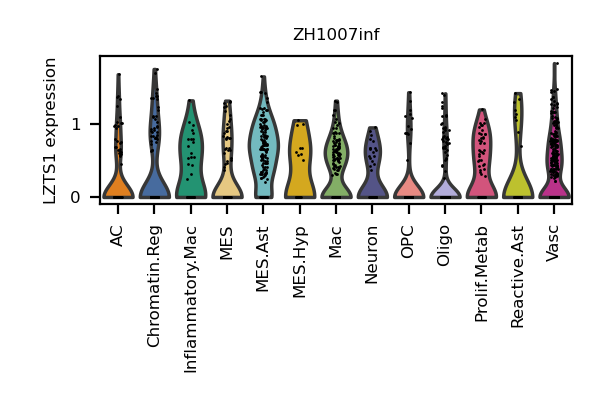 ZH1007inf
LZTS1 expression
1
0
AC
Chromatin.Reg
Inflammatory.Mac
MES
MES.Ast
MES.Hyp
Mac
Neuron
OPC
Oligo
Prolif.Metab
Reactive.Ast
Vasc